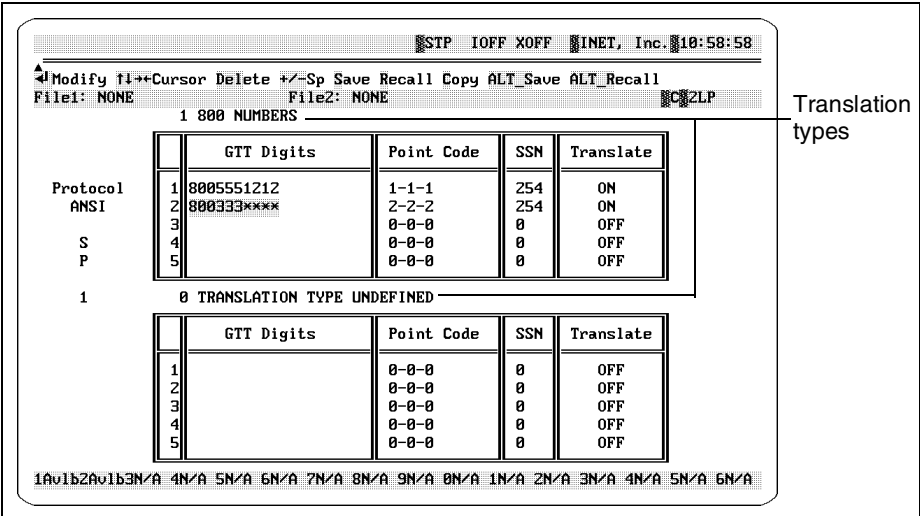 STP IOFF XOFF INET, Inc. 10:58:58
Modify ↑↓→←Cursor Delete +/-Sp Save Recall Copy ALT_Save ALT_Recall
File1: NONE File2: NONE C 2LP
Translation types
1 800 NUMBERS
GTT Digits Point Code SSN Translate
Protocol 1 8005551212 1-1-1 254 ON
ANSI 2 800333**** 2-2-2 254 ON
3 0-0-0 0 OFF
S 4 0-0-0 0 OFF
P 5 0-0-0 0 OFF
1 0 TRANSLATION TYPE UNDEFINED
GTT Digits Point Code SSN Translate
1 0-0-0 0 OFF
2 0-0-0 0 OFF
3 0-0-0 0 OFF
4 0-0-0 0 OFF
5 0-0-0 0 OFF
1Avlb2Avlb3N/A 4N/A 5N/A 6N/A 7N/A 8N/A 9N/A 0N/A 1N/A 2N/A 3N/A 4N/A 5N/A 6N/A